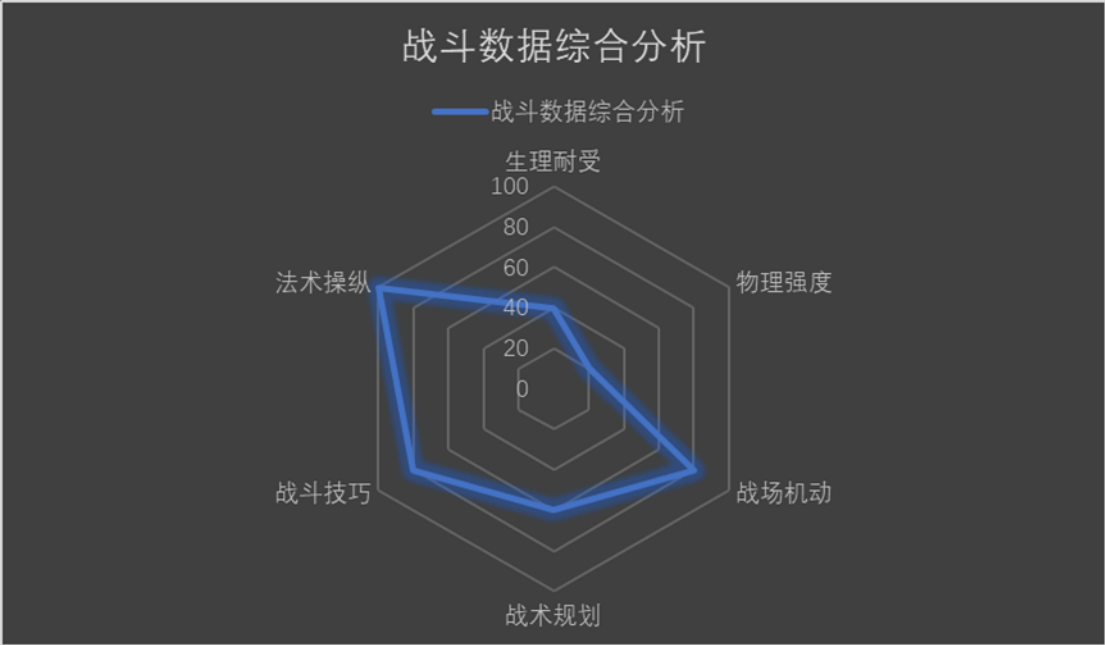 战斗数据综合分析
战斗数据综合分析
生理耐受
100
80
60
40
20
0
物理强度
战场机动
战术规划
战斗技巧
法术操纵